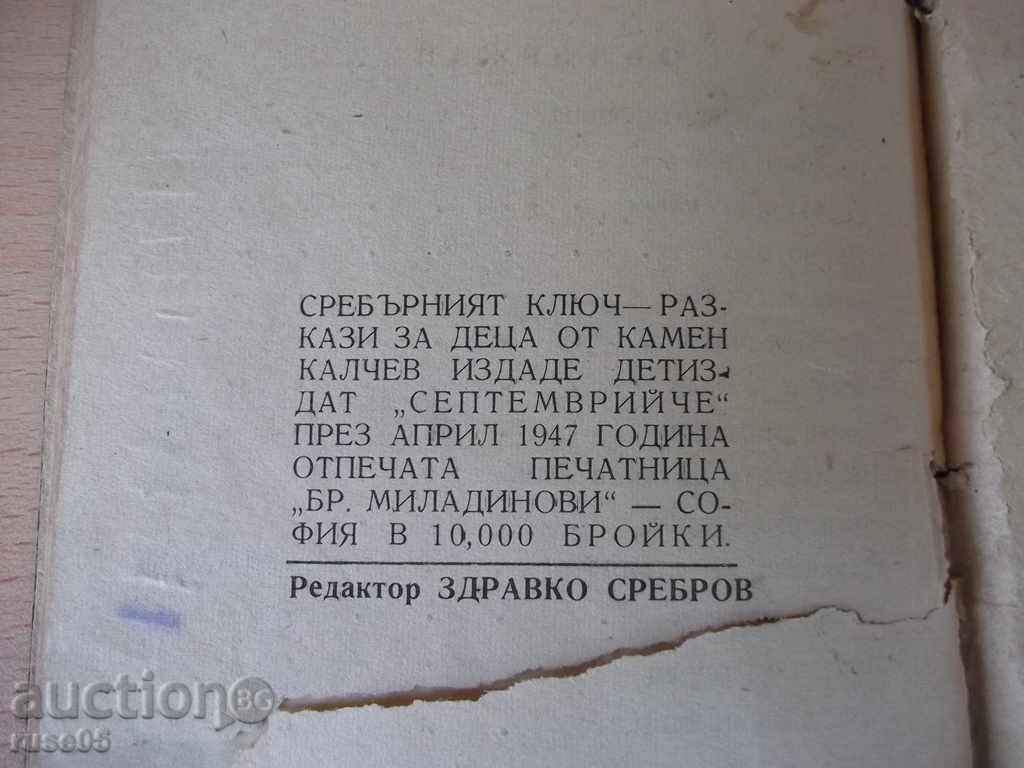 СРЕБЪРНИЯТ КЛЮЧ—РАЗ-
КАЗИ ЗА ДЕЦА ОТ КАМЕН
КАЛЧЕВ ИЗДАДЕ ДЕТИЗ-
ДАТ „СЕПТЕМВРИЙЧЕ“
ПРЕЗ АПРИЛ 1947 ГОДИНА
ОТПЕЧАТА ПЕЧАТНИЦА
„БР. МИЛАДИНОВИ“ — СО-
ФИЯ В 10,000 БРОЙКИ.
Редактор ЗДРАВКО СРЕБРОВ
auction BG
ruse05